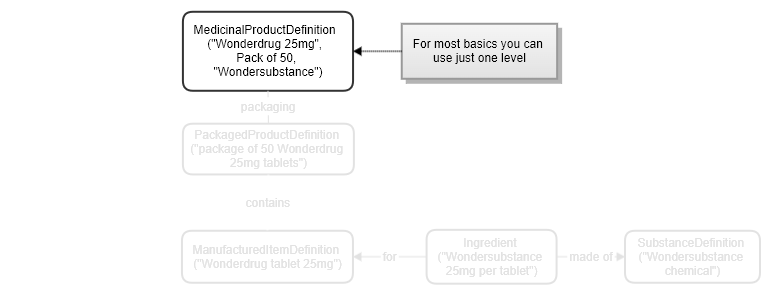 MedicinalProductDefinition
("Wonderdrug 25mg",
Pack of 50,
"Wondersubstance")
For most basics you can
use just one level
packaging
PackagedProductDefinition
("package of 50 Wonderdrug
25mg tablets")
contains
ManufacturedItemDefinition
("Wonderdrug tablet 25mg")
for
Ingredient
("Wondersubstance
25mg per tablet")
made of
SubstanceDefinition
("Wondersubstance
chemical")